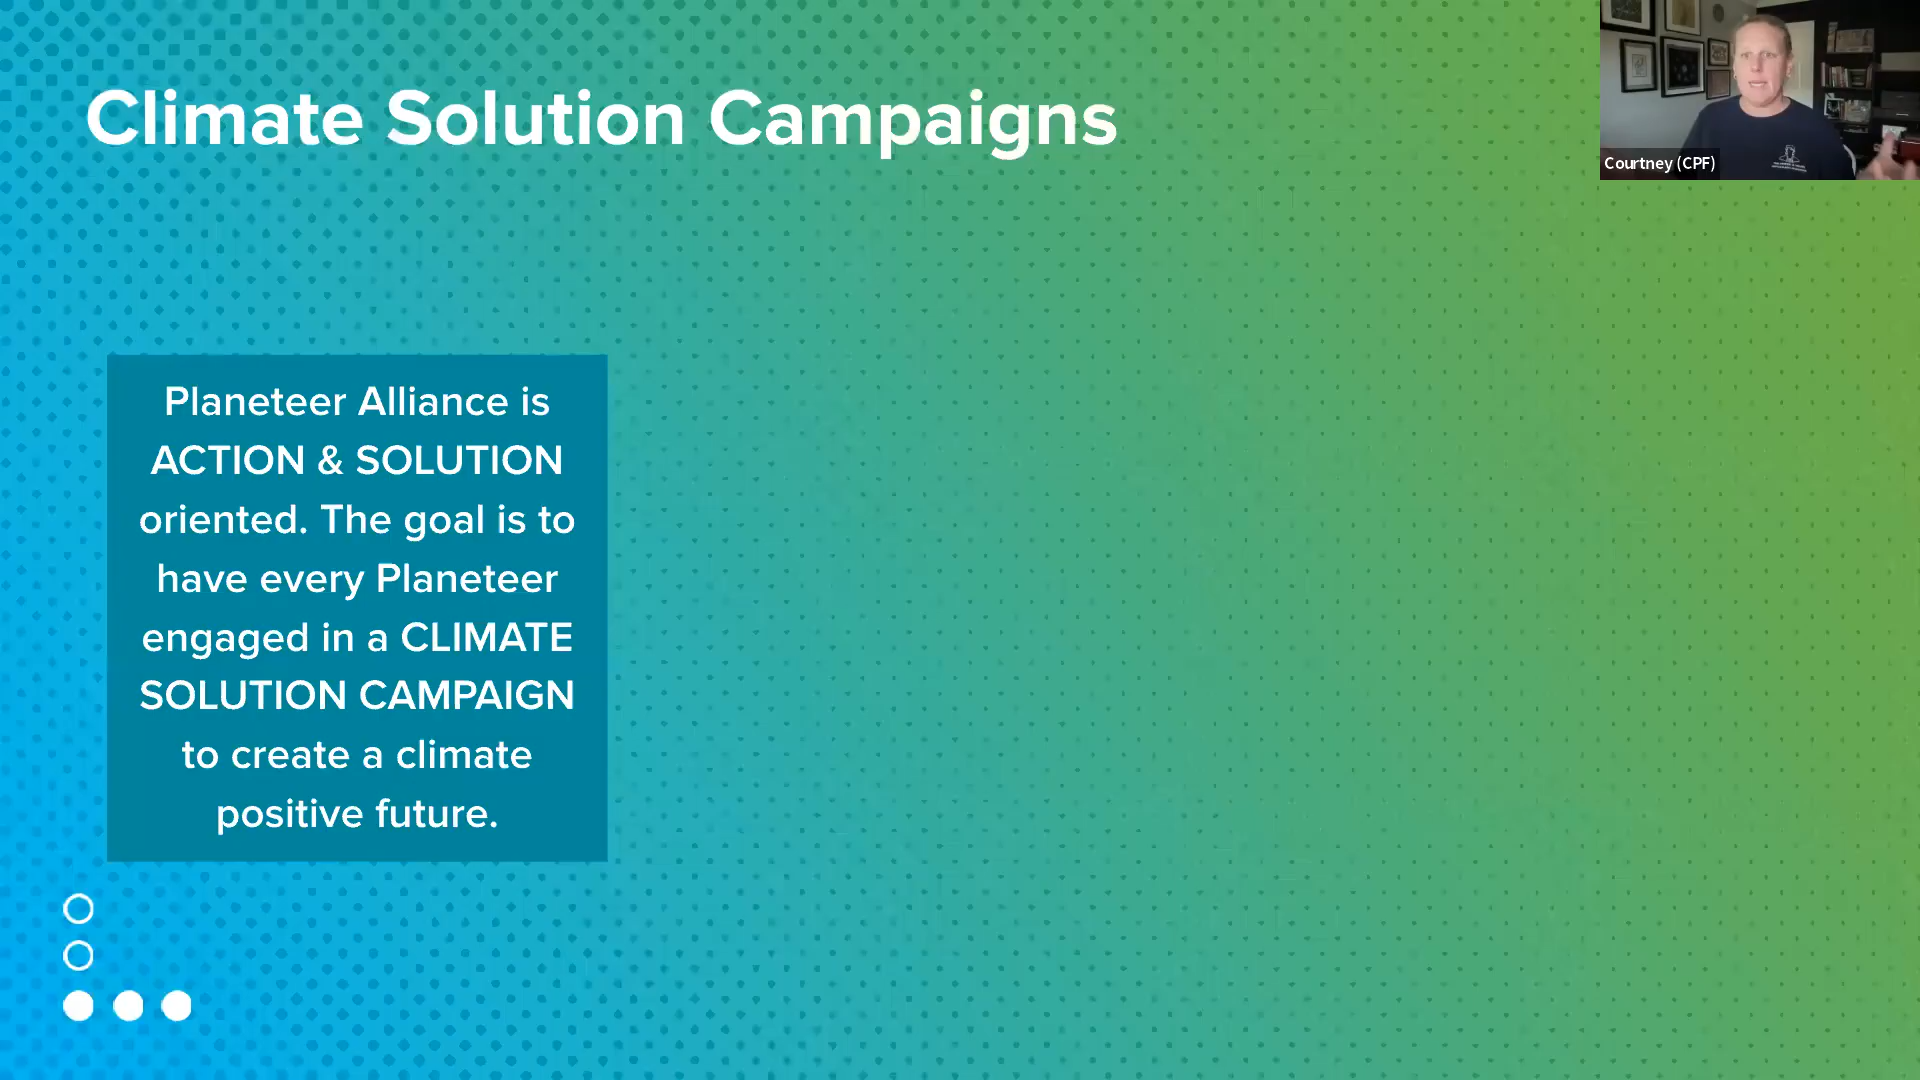 Climate Solution Campaigns
Courtney (CPF)
Planeteer Alliance is
ACTION & SOLUTION
oriented. The goal is to
have every Planeteer
engaged in a CLIMATE
SOLUTION CAMPAIGN
to create a climate
positive future.